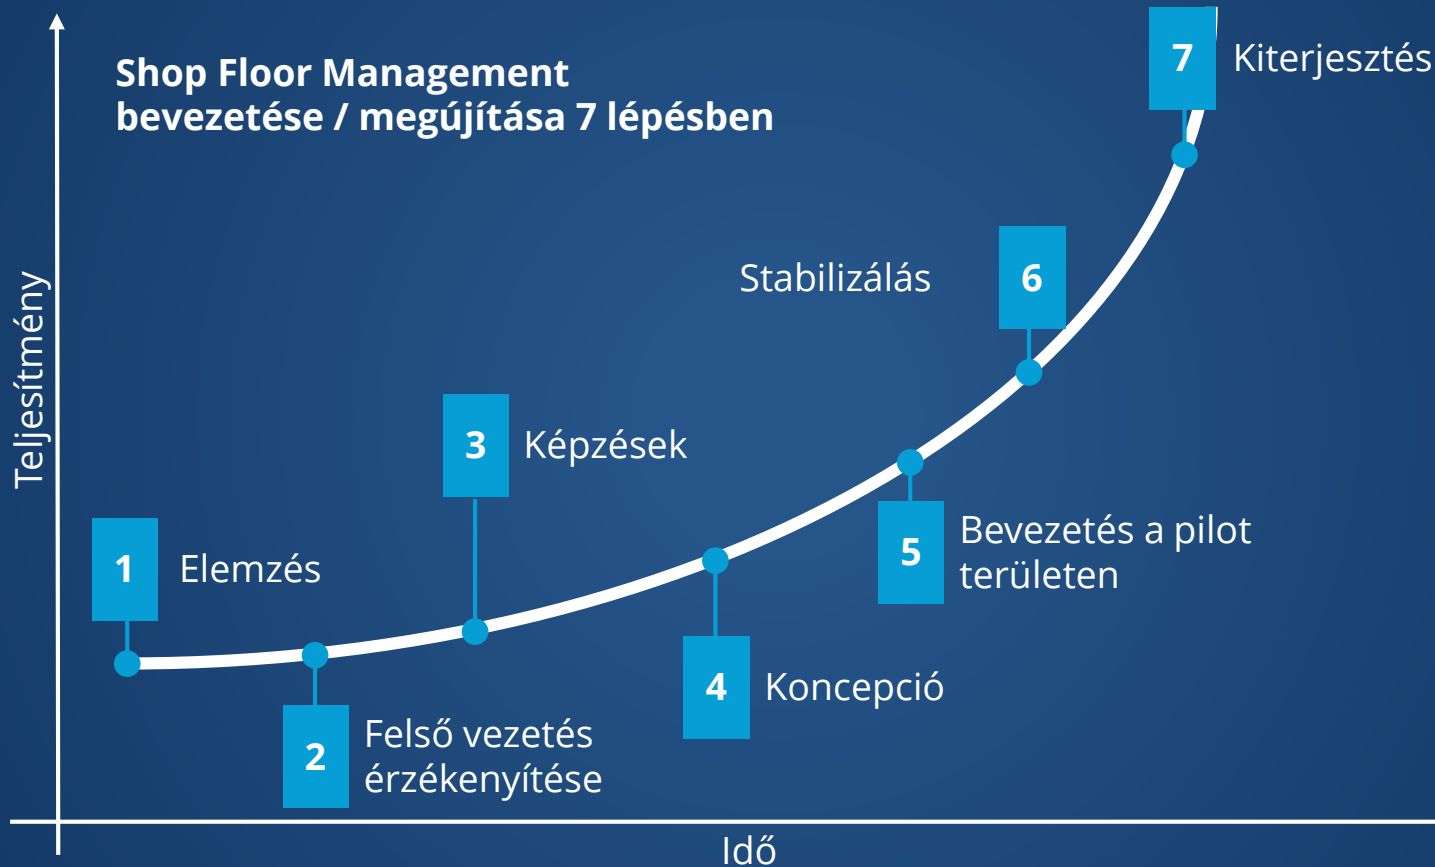 Shop Floor Management
bevezetése / megújítása 7 lépésben
Teljesítmény
1 Elemzés
2 Felső vezetés
érzékenyítése
3 Képzések
4 Koncepció
5 Bevezetés a pilot
területen
Stabilizálás 6
7 Kiterjesztés
Idő